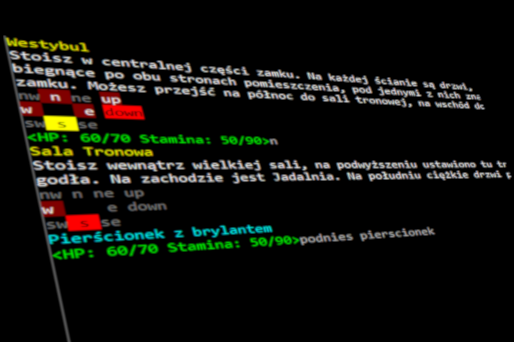 Westybul
Stoisz w centralnej części zamku. Na każdej ścianie są drzwi,
biegnące po obu stronach pomieszczenia, pod jednymi z nich
zamku. Możesz przejść na północ do sali tronowej, na wschód do
nw n ne up
w e down
sw s se
<HP: 60/70 Stamina: 50/90>n
Sala Tronowa
Stoisz wewnątrz wielkiej sali, na podwyższeniu ustawiono tu tr
godła. Na zachodzie jest Jadalnia. Na południu ciężkie drzwi
nw n ne up
w e down
sw s se
Pierścionek z brylantem
<HP: 60/70 Stamina: 50/90>podnies pierscionek